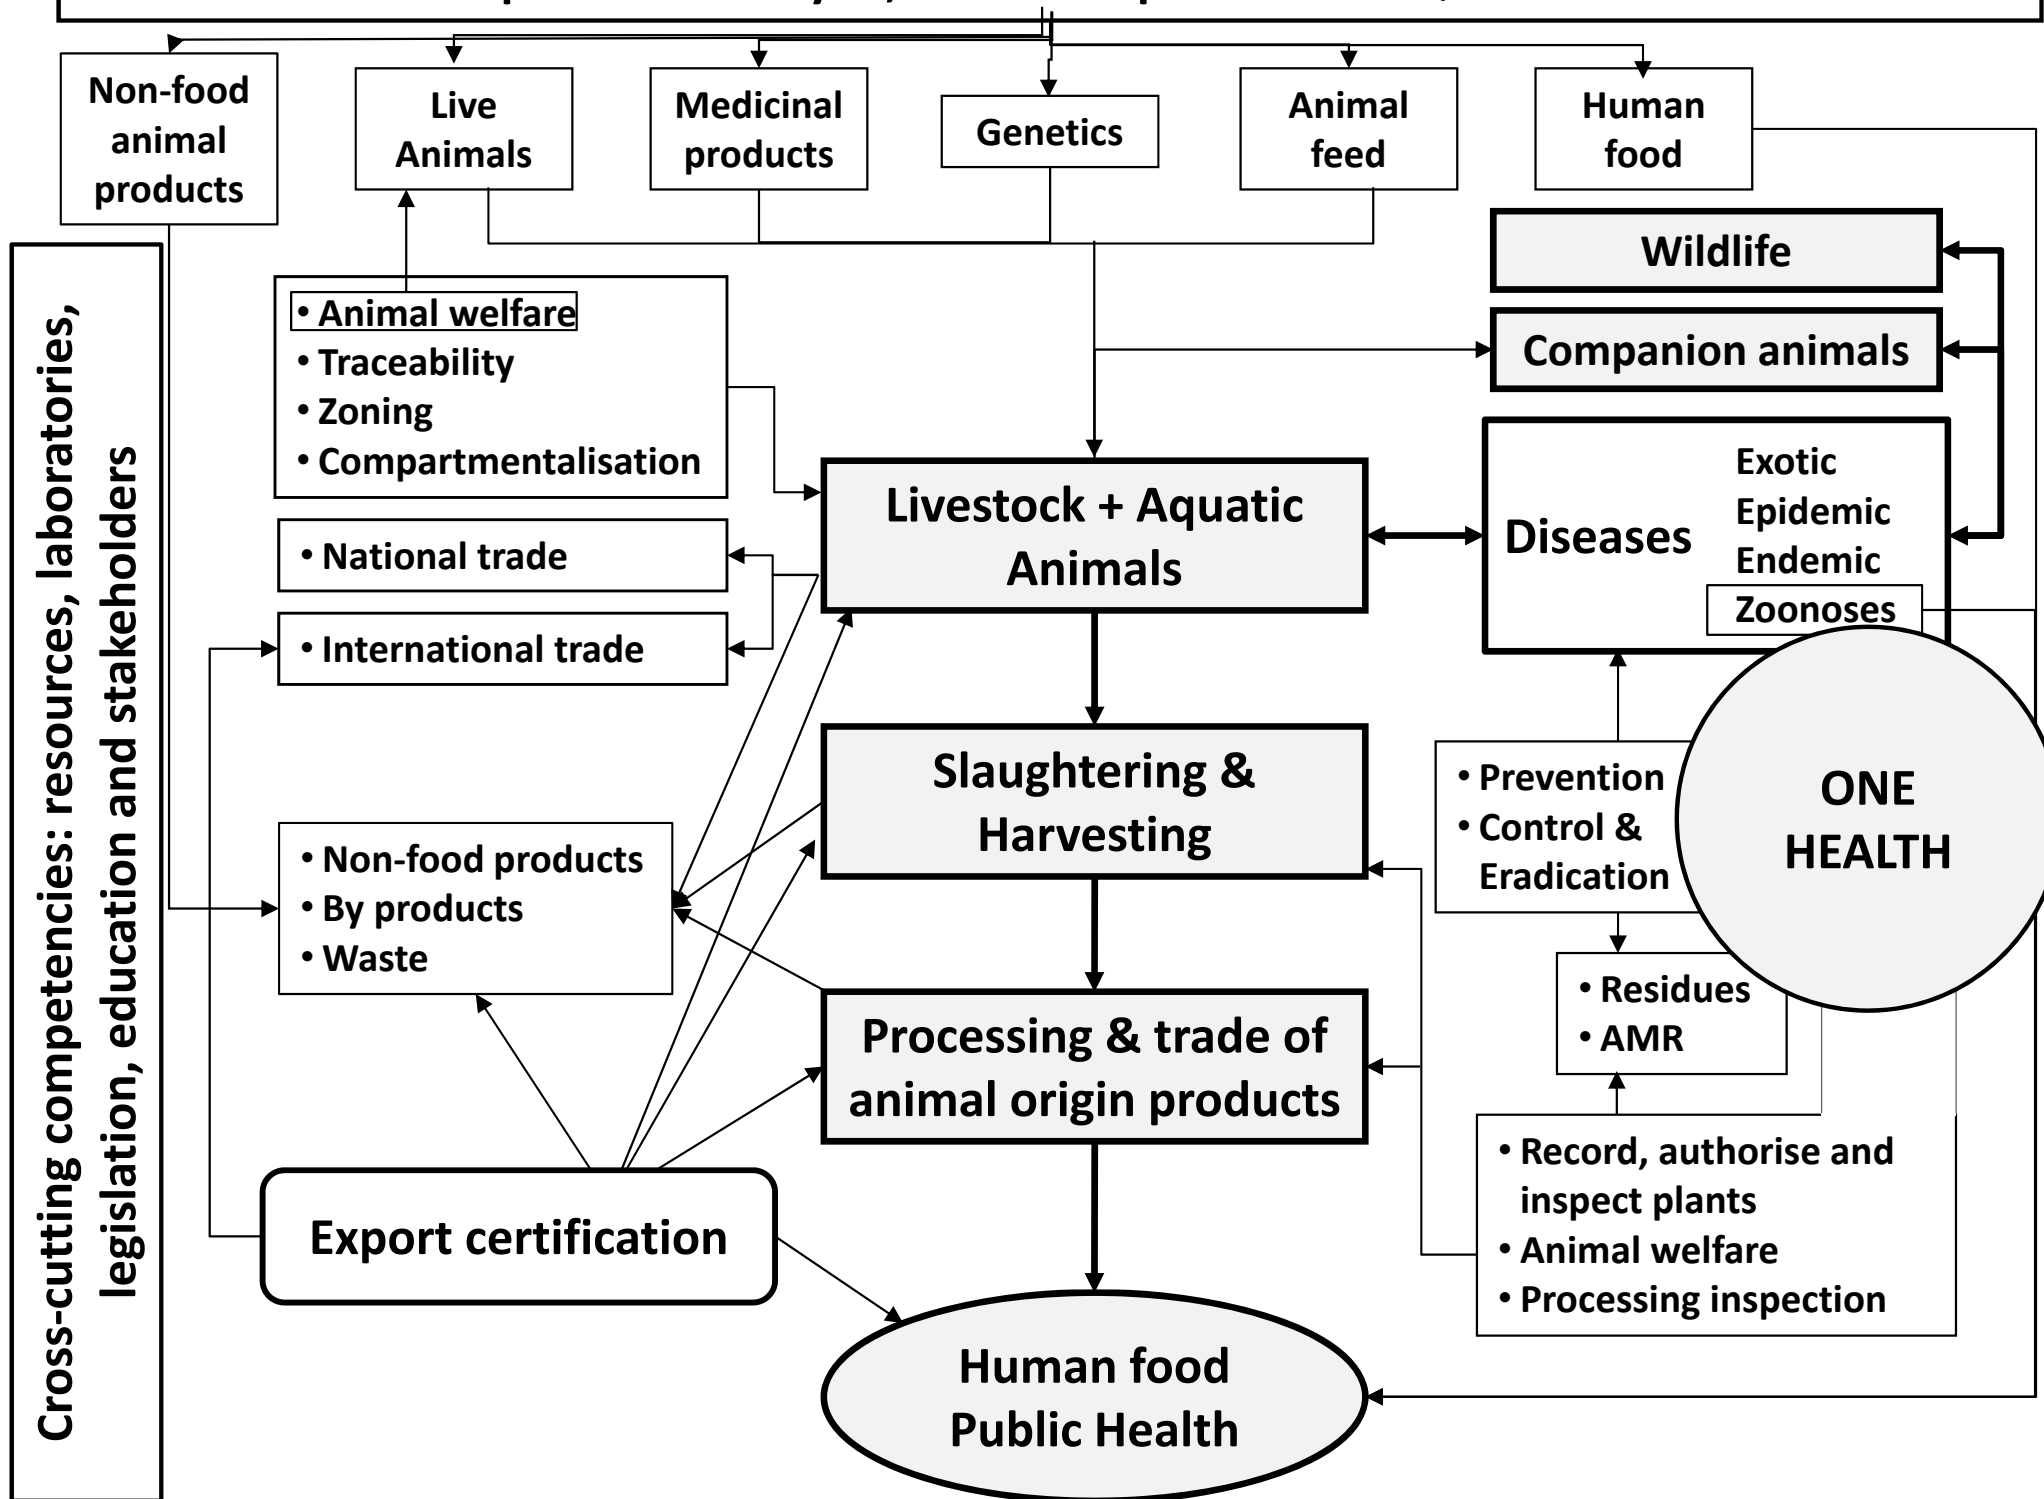 Non-food
animal
products
Live
Animals
Medicinal
products
Genetics
Animal
feed
Human
food
Wildlife
Companion animals
• Animal welfare
• Traceability
• Zoning
• Compartmentalisation
Livestock + Aquatic
Animals
Diseases
Exotic
Epidemic
Endemic
Zoonoses
• National trade
• International trade
Slaughtering &
Harvesting
• Prevention
• Control &
Eradication
ONE
HEALTH
• Non-food products
• By products
• Waste
• Residues
• AMR
Processing & trade of
animal origin products
• Record, authorise and
inspect plants
• Animal welfare
• Processing inspection
Export certification
Human food
Public Health
Cross-cutting competencies: resources, laboratories,
legislation, education and stakeholders